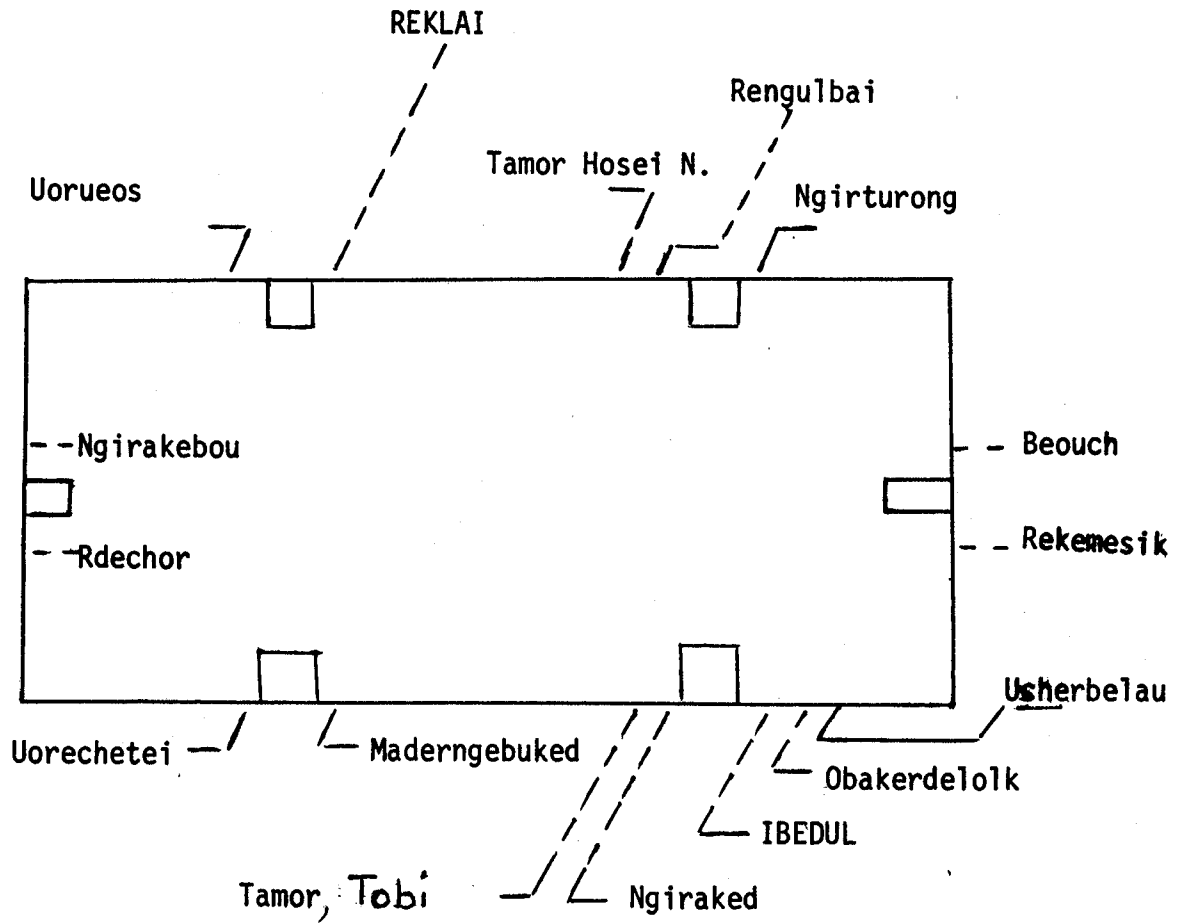 REKLAI
Rengulbai
Tamor Hosei N.
Uorueos
Ngirturong
Ngirakebou
Beouch
Rdechor
Rekemesik
Usherbelau
Uorechetei
Maderngebuked
Obakerdelolk
IBEDUL
Tamor, Tobi
Ngiraked